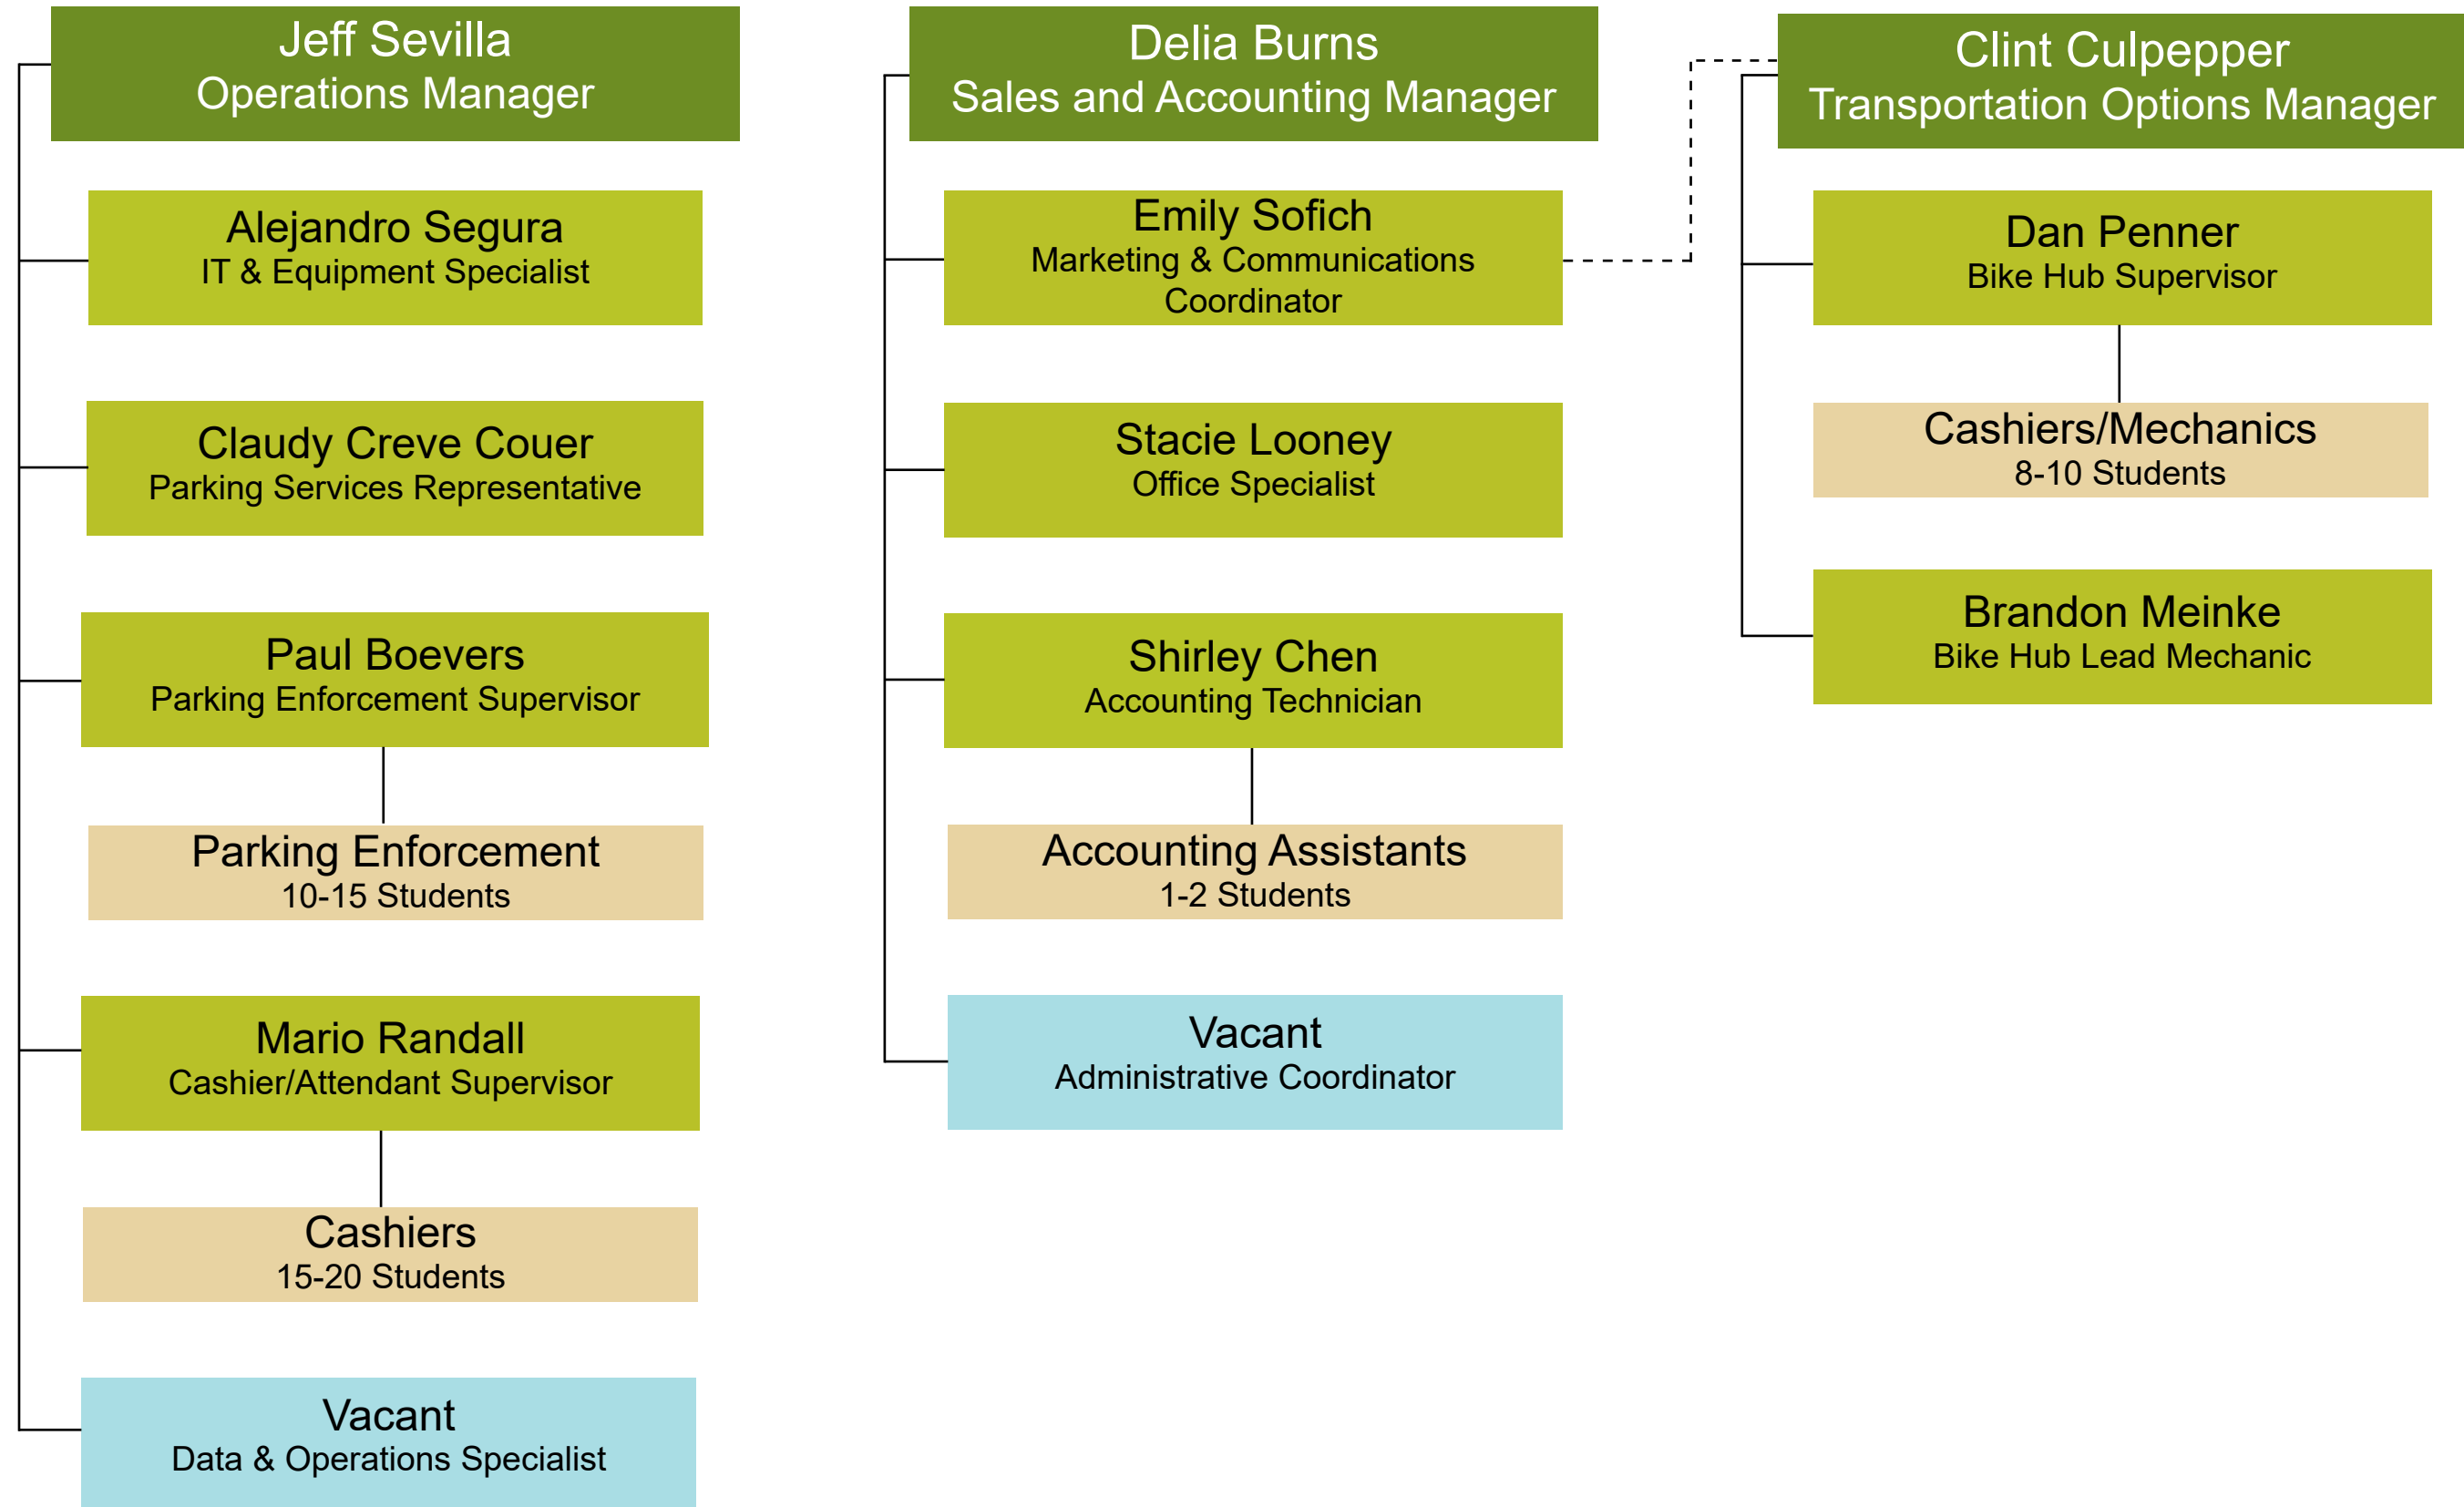 Jeff Sevilla
Operations Manager
Alejandro Segura
IT & Equipment Specialist
Claudy Creve Couer
Parking Services Representative
Paul Boevers
Parking Enforcement Supervisor
Parking Enforcement
10-15 Students
Mario Randall
Cashier/Attendant Supervisor
Cashiers
15-20 Students
Vacant
Data & Operations Specialist
Delia Burns
Sales and Accounting Manager
Emily Sofich
Marketing & Communications
Coordinator
Stacie Looney
Office Specialist
Shirley Chen
Accounting Technician
Accounting Assistants
1-2 Students
Vacant
Administrative Coordinator
Clint Culpepper
Transportation Options Manager
Dan Penner
Bike Hub Supervisor
Cashiers/Mechanics
8-10 Students
Brandon Meinke
Bike Hub Lead Mechanic